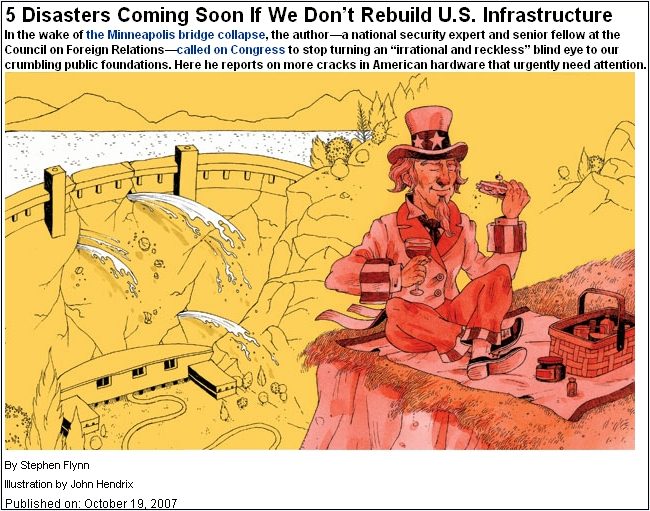 5 Disasters Coming Soon If We Don’t Rebuild U.S. Infrastructure
In the wake of the Minneapolis bridge collapse, the author—a national security expert and senior fellow at the
Council on Foreign Relations—called on Congress to stop turning an “irrational and reckless” blind eye to our
crumbling public foundations. Here he reports on more cracks in American hardware that urgently need attention.
By Stephen Flynn
Illustration by John Hendrix
Published on: October 19, 2007